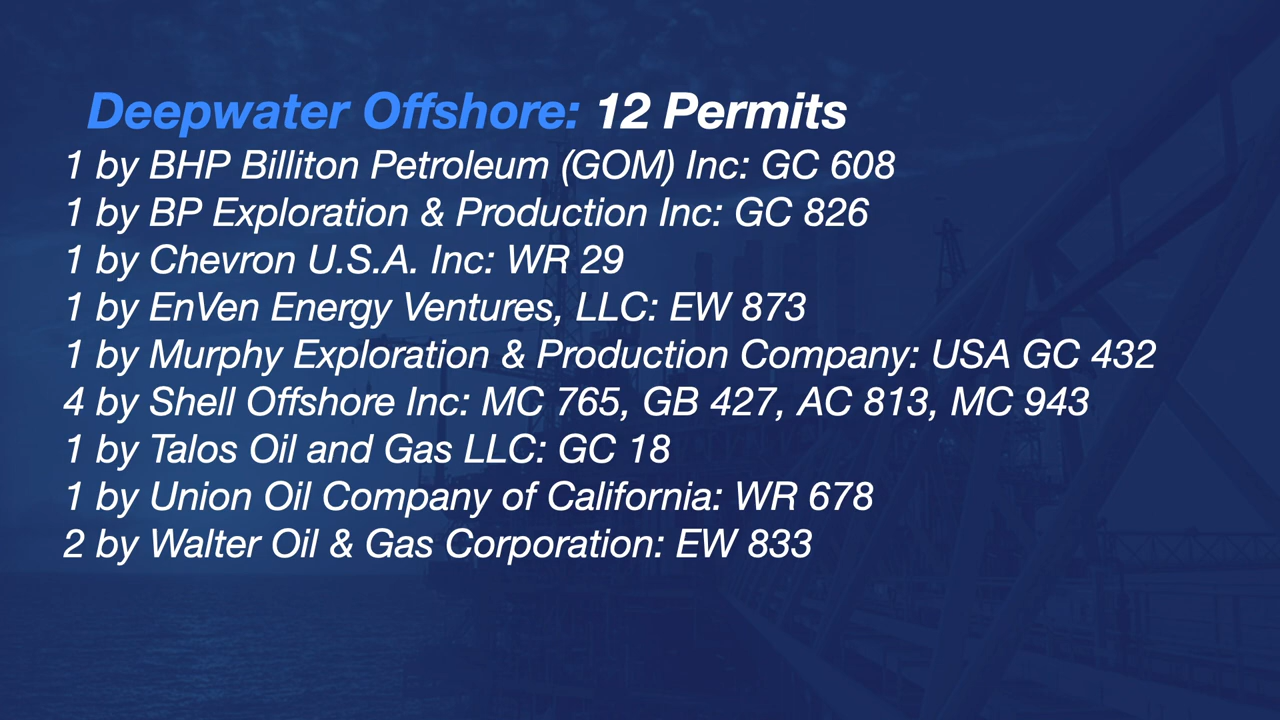 Deepwater Offshore: 12 Permits
1 by BHP Billiton Petroleum (GOM) Inc: GC 608
1 by BP Exploration & Production Inc: GC 826
1 by Chevron U.S.A. Inc: WR 29
1 by EnVen Energy Ventures, LLC: EW 873
1 by Murphy Exploration & Production Company: USA GC 432
4 by Shell Offshore Inc: MC 765, GB 427, AC 813, MC 943
1 by Talos Oil and Gas LLC: GC 18
1 by Union Oil Company of California: WR 678
2 by Walter Oil & Gas Corporation: EW 833